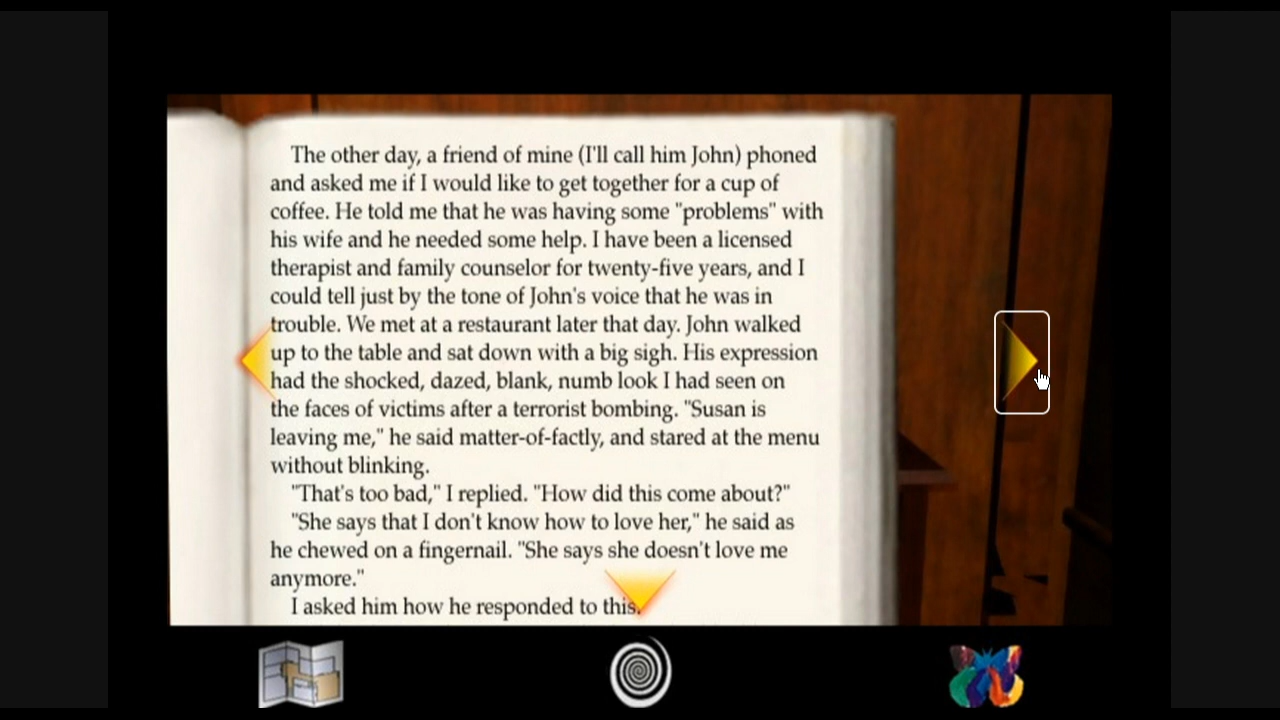 The other day, a friend of mine (I'll call him John) phoned
and asked me if I would like to get together for a cup of
coffee. He told me that he was having some "problems" with
his wife and he needed some help. I have been a licensed
therapist and family counselor for twenty-five years, and I
could tell just by the tone of John's voice that he was in
trouble. We met at a restaurant later that day. John walked
up to the table and sat down with a big sigh. His expression
had the shocked, dazed, blank, numb look I had seen on
the faces of victims after a terrorist bombing. "Susan is
leaving me," he said matter-of-factly, and stared at the menu
without blinking.
"That's too bad," I replied. "How did this come about?"
"She says that I don't know how to love her," he said as
he chewed on a fingernail. "She says she doesn't love me
anymore."
I asked him how he responded to this.